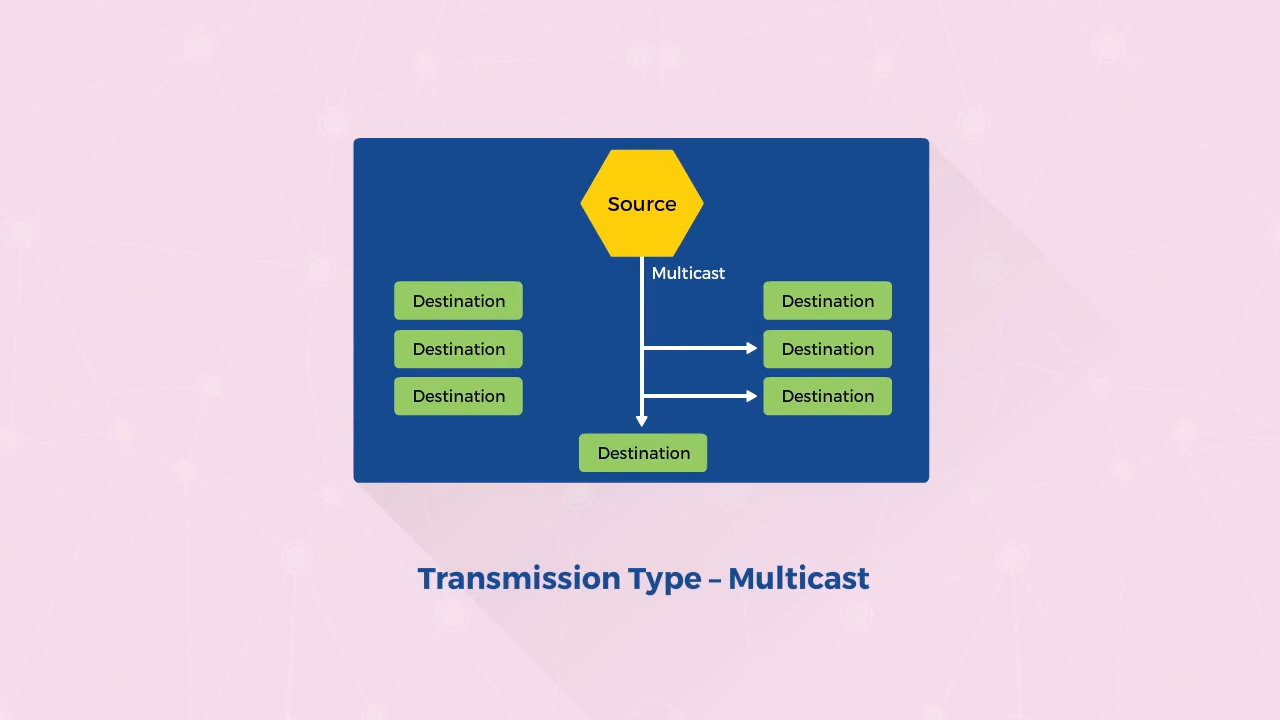 Source
Multicast
Destination
Destination
Destination
Destination
Destination
Destination
Destination
Transmission Type – Multicast